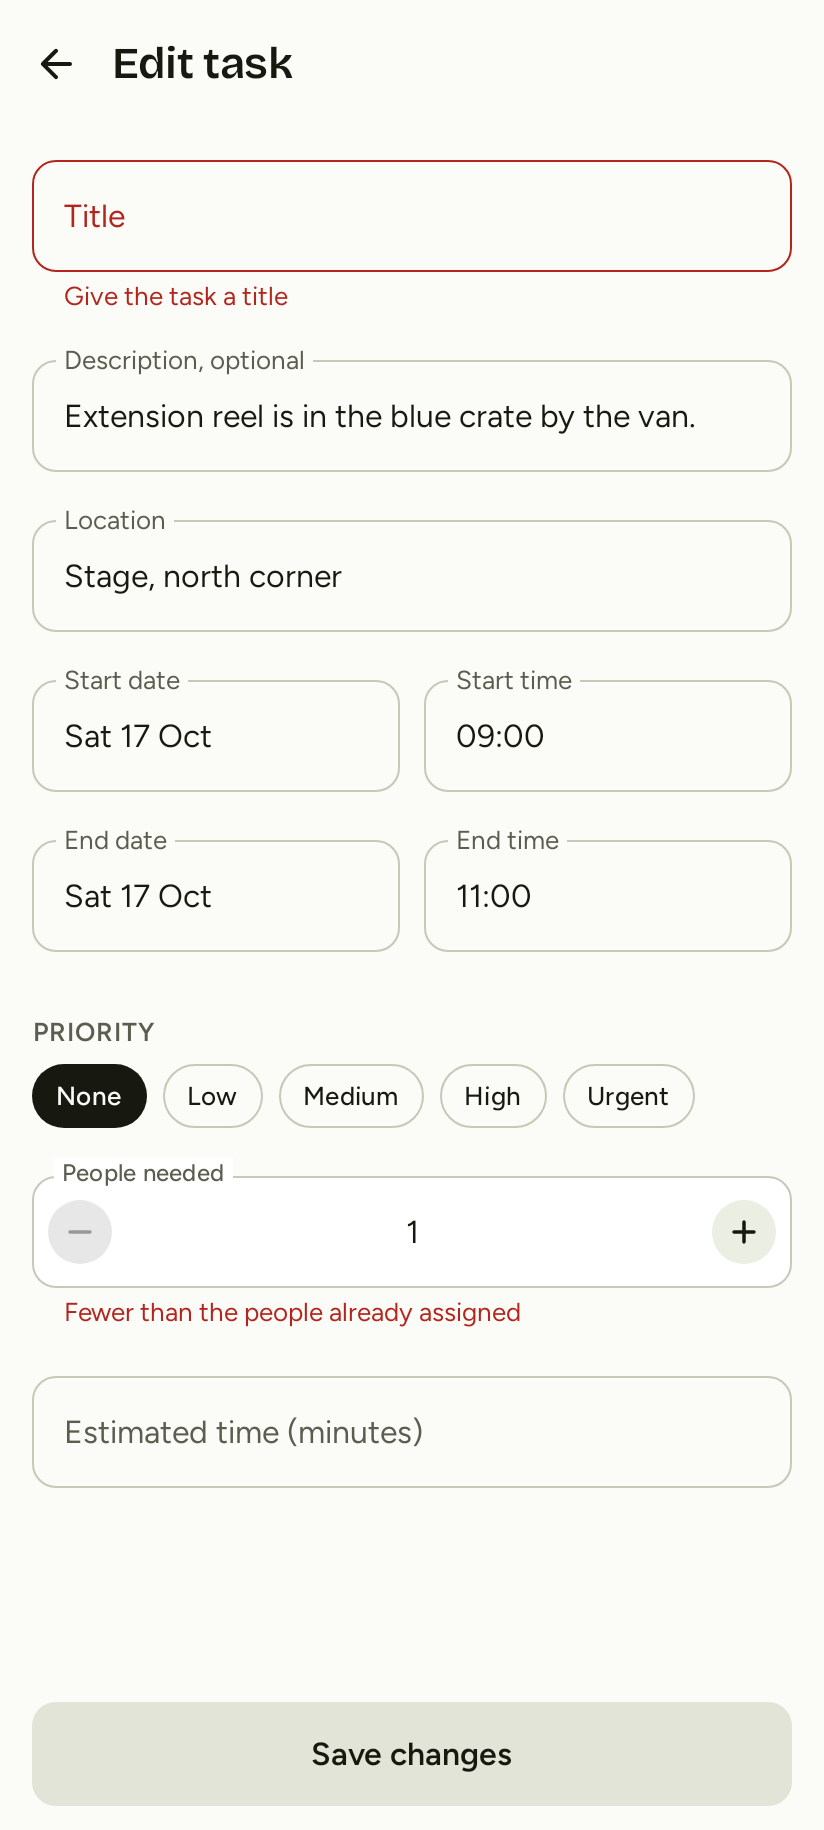 Edit task
Title
Give the task a title
Description, optional
Extension reel is in the blue crate by the van.
Location
Stage, north corner
Start date
Start time
Sat 17 Oct
09:00
End date
End time
Sat 17 Oct
11:00
PRIORITY
None
Low
Medium
High
Urgent
People needed
1
Fewer than the people already assigned
Estimated time (minutes)
Save changes